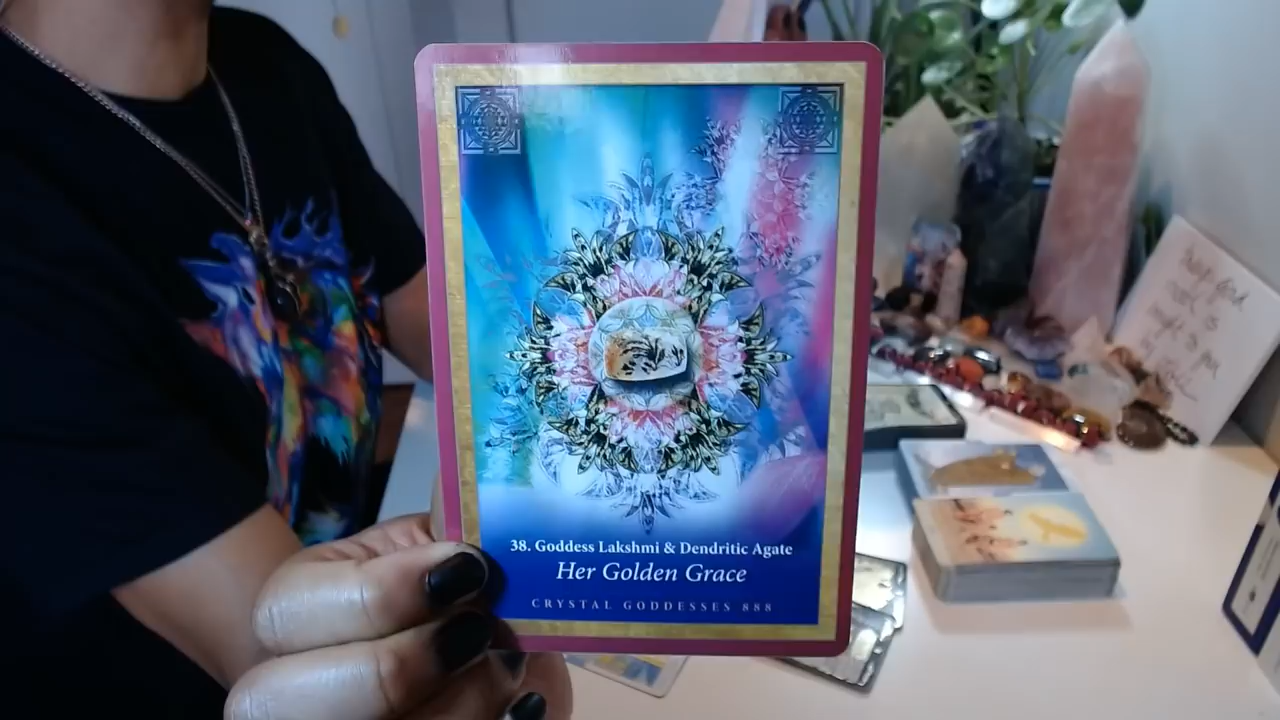 38. Goddess Lakshmi & Dendritic Agate
Her Golden Grace
CRYSTAL GODDESSES 888